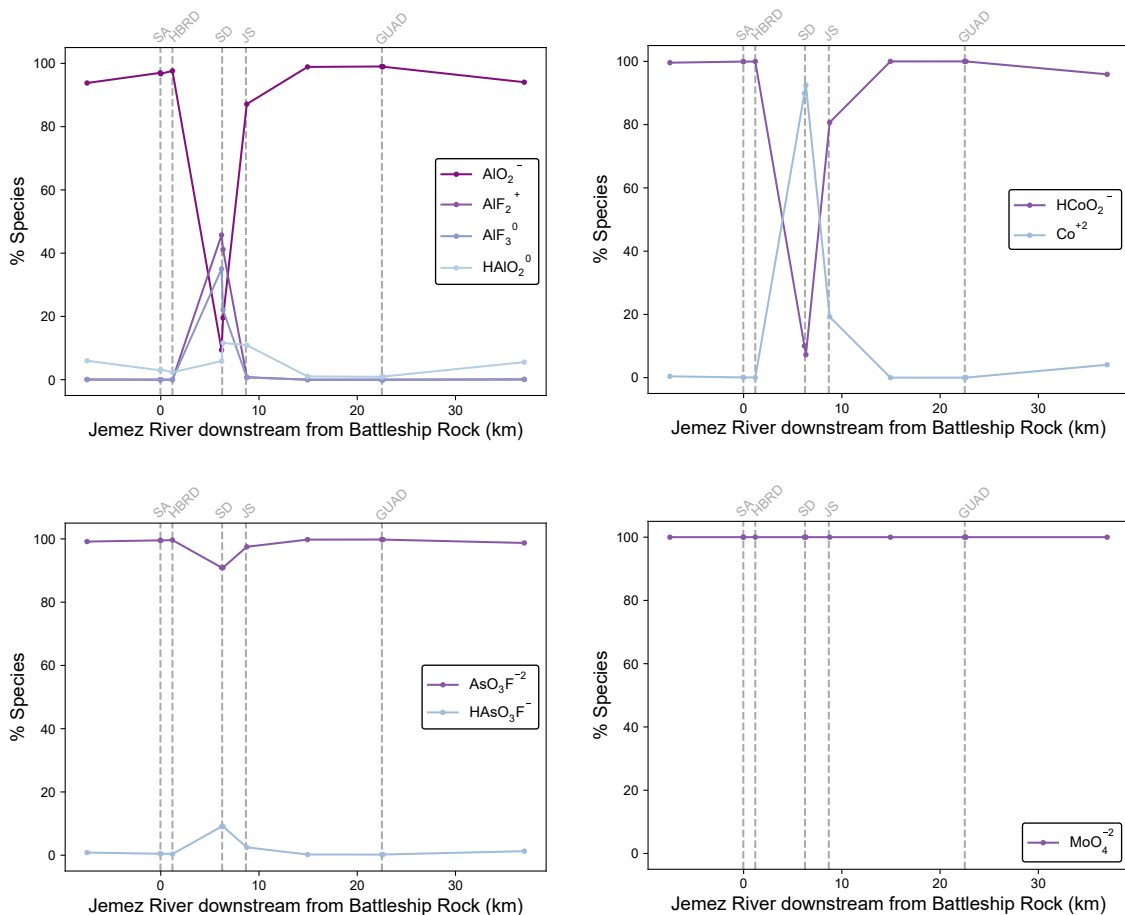 SA HBRD SD JS GUAD
% Species
100
80
60
40
20
0
AlO₂⁻
AlF₂⁺
AlF₃⁰
HAlO₂⁰
0 10 20 30
Jemez River downstream from Battleship Rock (km)
SA HBRD SD JS GUAD
% Species
100
80
60
40
20
0
HCoO₂⁻
Co⁺²
0 10 20 30
Jemez River downstream from Battleship Rock (km)
SA HBRD SD JS GUAD
% Species
100
80
60
40
20
0
AsO₃F⁻²
HAsO₃F⁻
0 10 20 30
Jemez River downstream from Battleship Rock (km)
SA HBRD SD JS GUAD
% Species
100
80
60
40
20
0
MoO₄⁻²
0 10 20 30
Jemez River downstream from Battleship Rock (km)